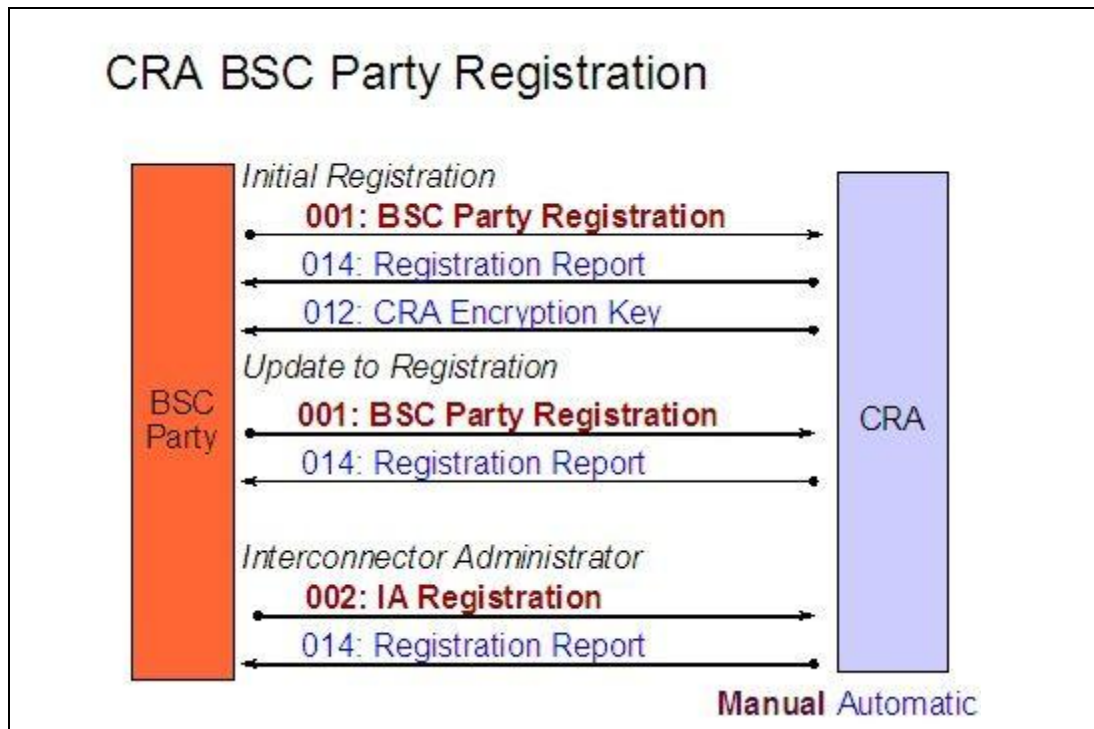 CRA BSC Party Registration
Initial Registration
001: BSC Party Registration
014: Registration Report
012: CRA Encryption Key
Update to Registration
BSC
Party
001: BSC Party Registration
CRA
014: Registration Report
Interconnector Administrator
002: IA Registration
014: Registration Report
Manual Automatic